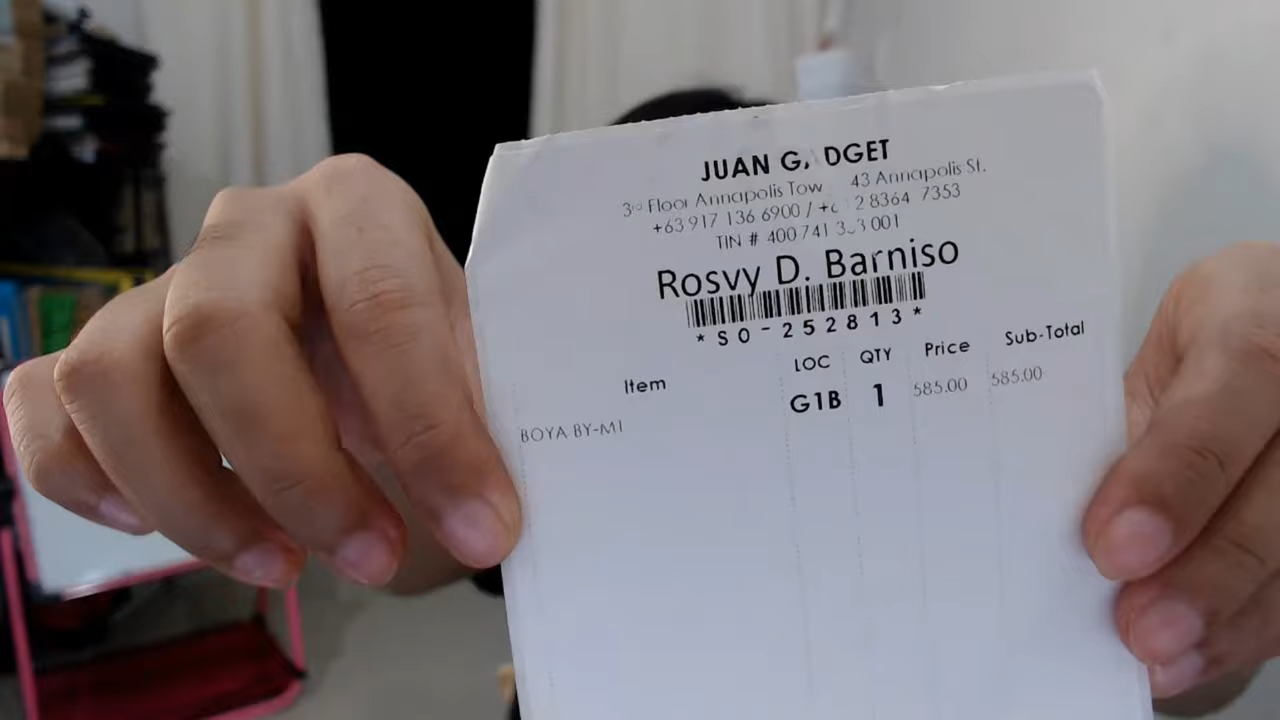 JUAN G DGET
3rd Floor Annapolis Tow 43 Annapolis St.
+63 917 136 6900 / 2 8364 7353
TIN # 400 741 001
Rosvy D. Barniso
*SO-252813*
Item LOC QTY Price Sub-Total
BOYA BY-M1 G1B 1 585.00 585.00